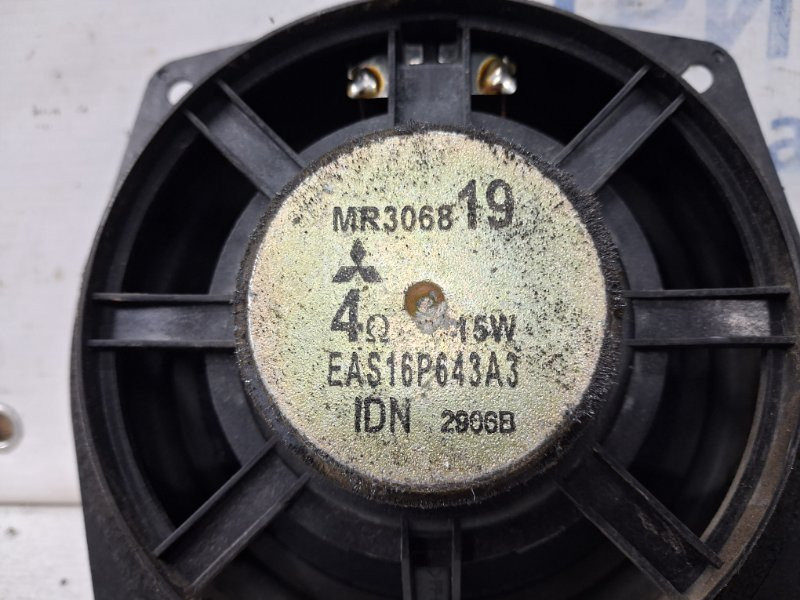 MR306819
4Ω 15W
EAS16P643A3
IDN 2906B